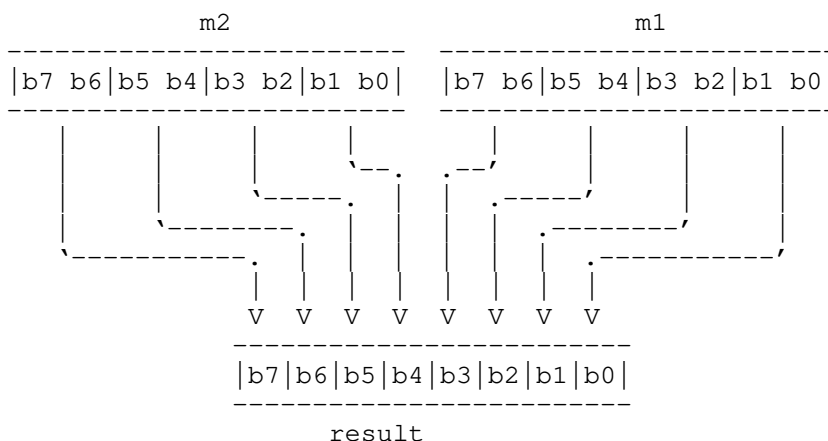 m2 m1
|b7 b6|b5 b4|b3 b2|b1 b0| |b7 b6|b5 b4|b3 b2|b1 b0
V V V V V V V V
|b7|b6|b5|b4|b3|b2|b1|b0|
result